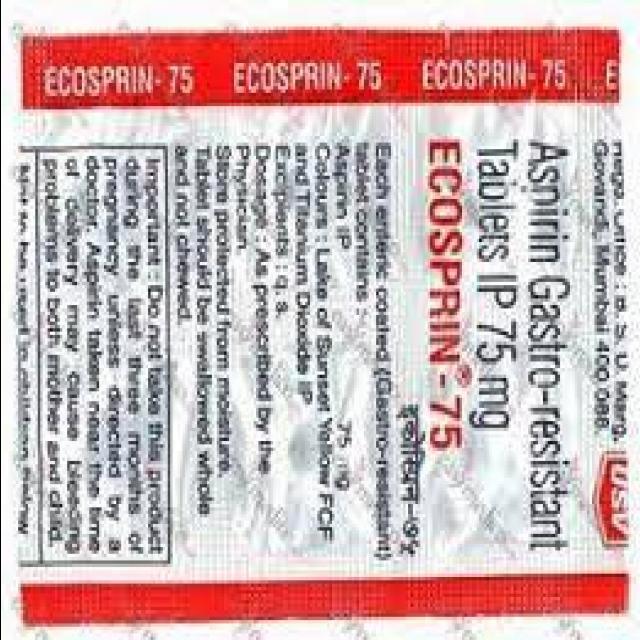 ECOSPRIN- 75 ECOSPRIN- 75 ECOSPRIN- 75 E
Office : B. S. D. Marg,
Govandi, Mumbai 400 088.
USV
Aspirin Gastro-resistant
Tablets IP 75 mg
ECOSPRIN®- 75
Each enteric coated (Gastro-resistant)
tablet contains :
Aspirin IP 75 mg
Colours : Lake of Sunset Yellow FCF
and Titanium Dioxide IP
Excipients : q. s.
Dosage : As prescribed by the
Physician.
Store protected from moisture.
Tablets should be swallowed whole
and not chewed.
Important : Do not take this product
during the last three months of
pregnancy unless directed by a
doctor. Aspirin taken near the time
of delivery may cause bleeding
problems to both mother and child.